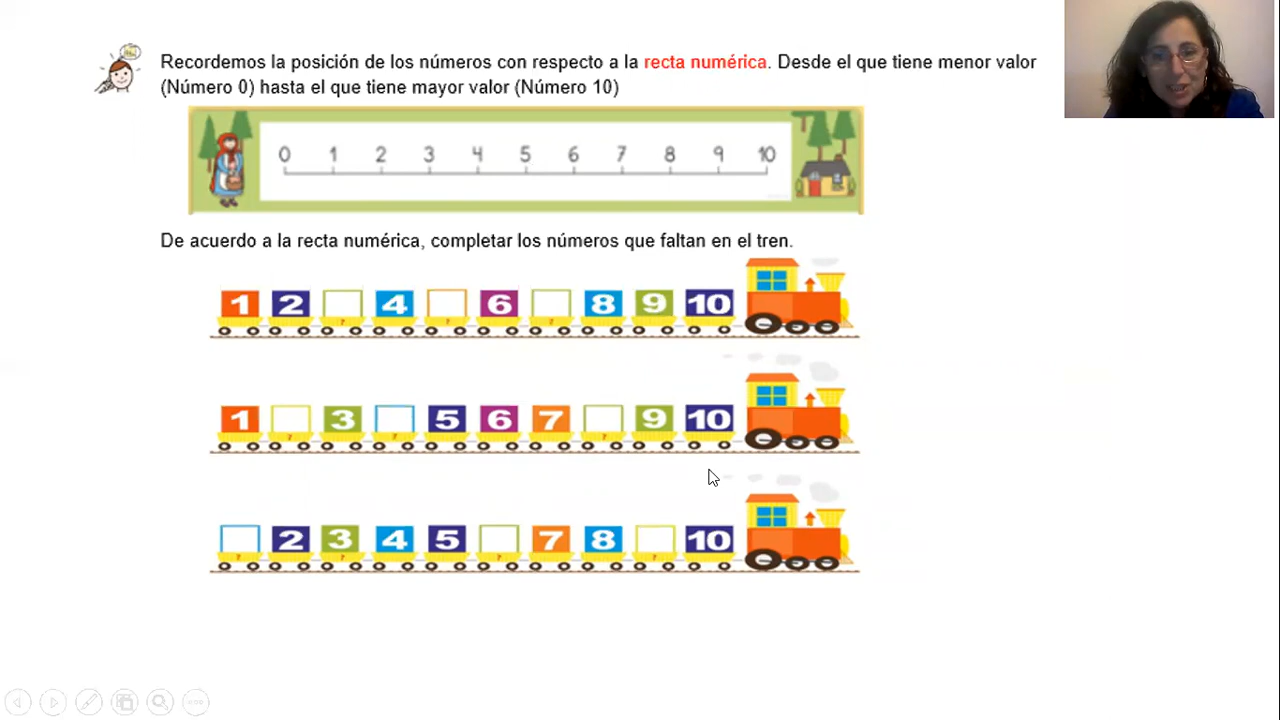 Recordemos la posición de los números con respecto a la recta numérica. Desde el que tiene menor valor
(Número 0) hasta el que tiene mayor valor (Número 10)
0 1 2 3 4 5 6 7 8 9 10
De acuerdo a la recta numérica, completar los números que faltan en el tren.
1 2 4 6 8 9 10
? ? ?
1 3 5 6 7 9 10
? ? ?
2 3 4 5 7 8 10
? ? ? ?